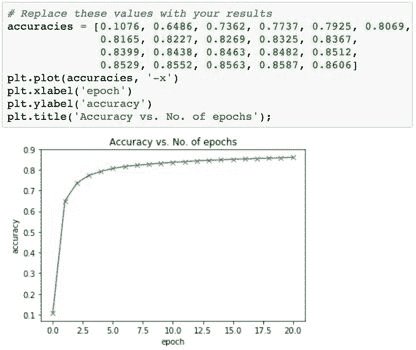 # Replace these values with your results
accuracies = [0.1076, 0.6486, 0.7362, 0.7737, 0.7925, 0.8069,
0.8165, 0.8227, 0.8269, 0.8325, 0.8367,
0.8399, 0.8438, 0.8463, 0.8482, 0.8512,
0.8529, 0.8552, 0.8563, 0.8587, 0.8606]
plt.plot(accuracies, '-x')
plt.xlabel('epoch')
plt.ylabel('accuracy')
plt.title('Accuracy vs. No. of epochs');
Accuracy vs. No. of epochs
0.9
0.8
0.7
0.6
0.5
0.4
0.3
0.2
0.1
accuracy
0.0 2.5 5.0 7.5 10.0 12.5 15.0 17.5 20.0
epoch